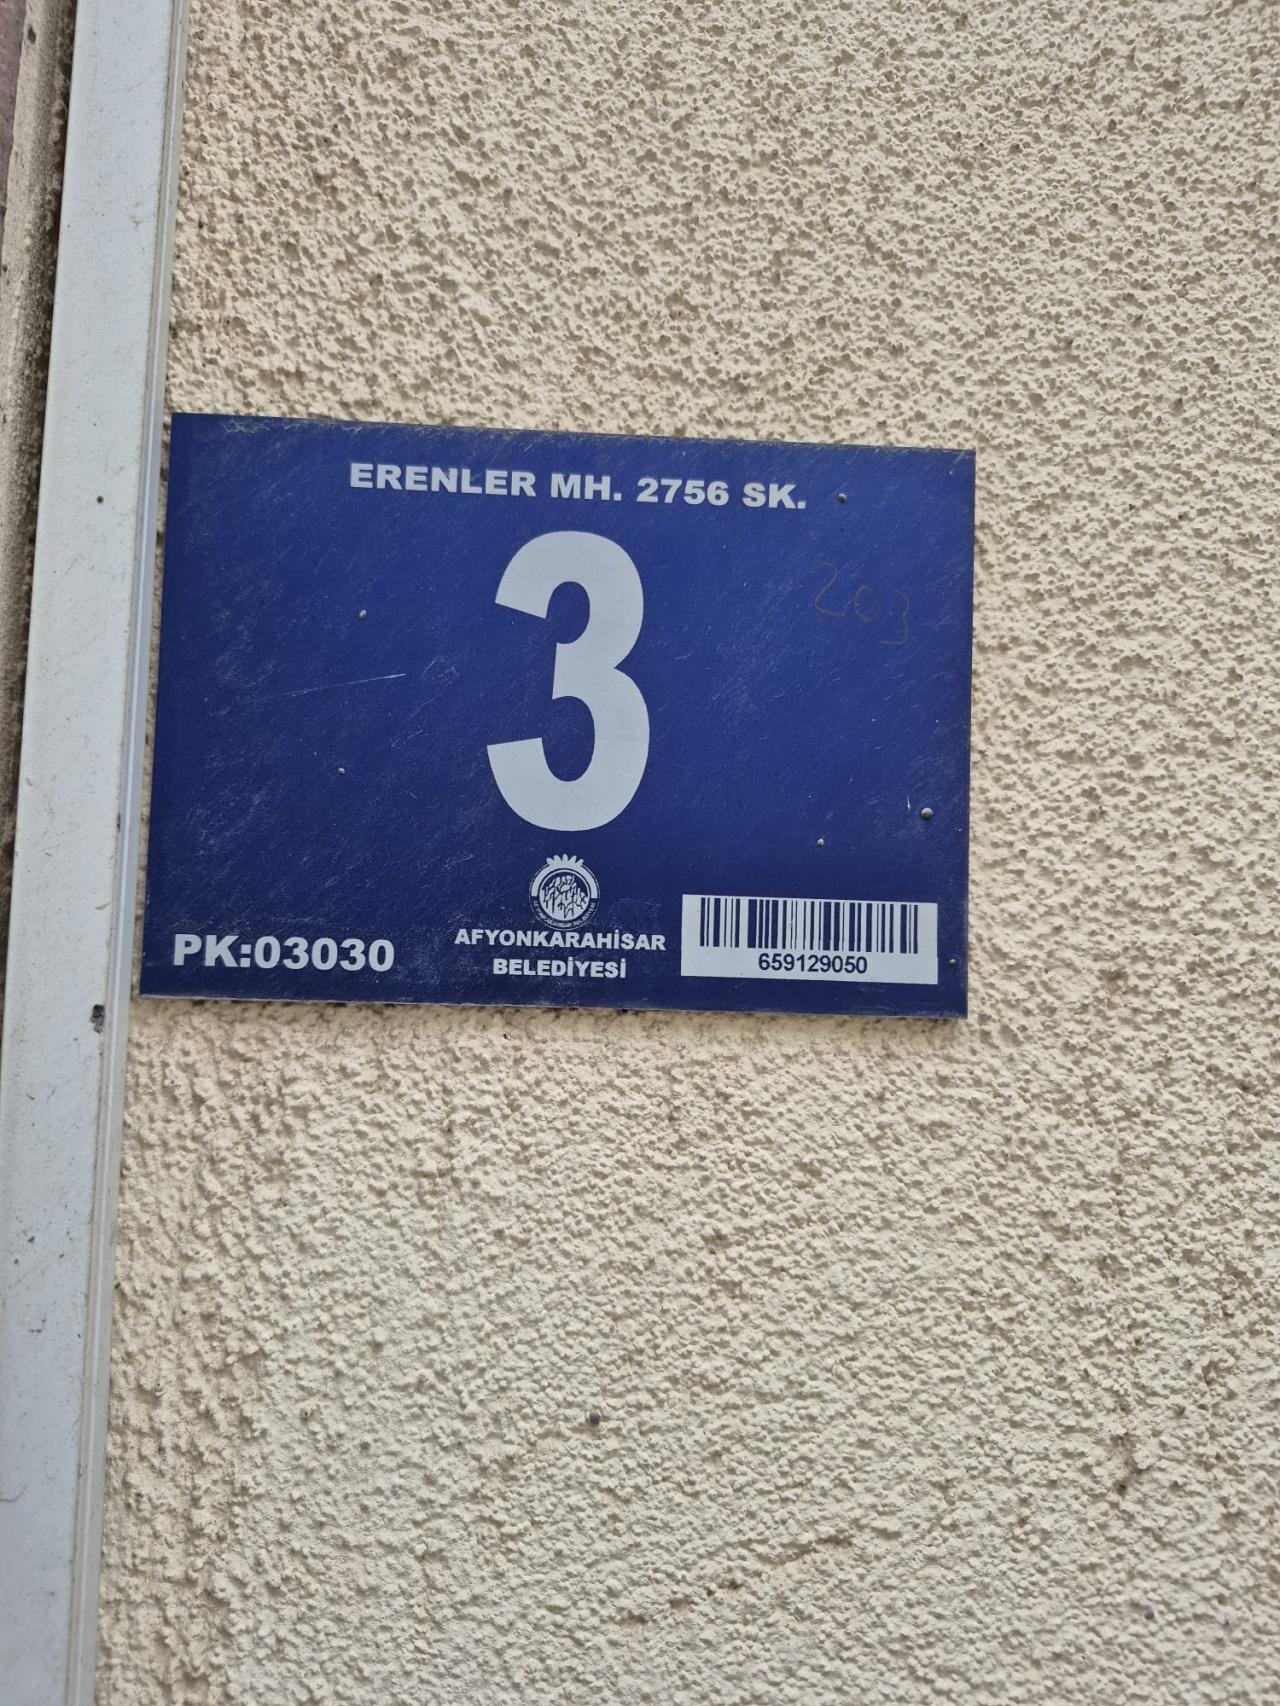 ERENLER MH. 2756 SK.
3
203
PK:03030
AFYONKARAHİSAR
BELEDİYESİ
659129050